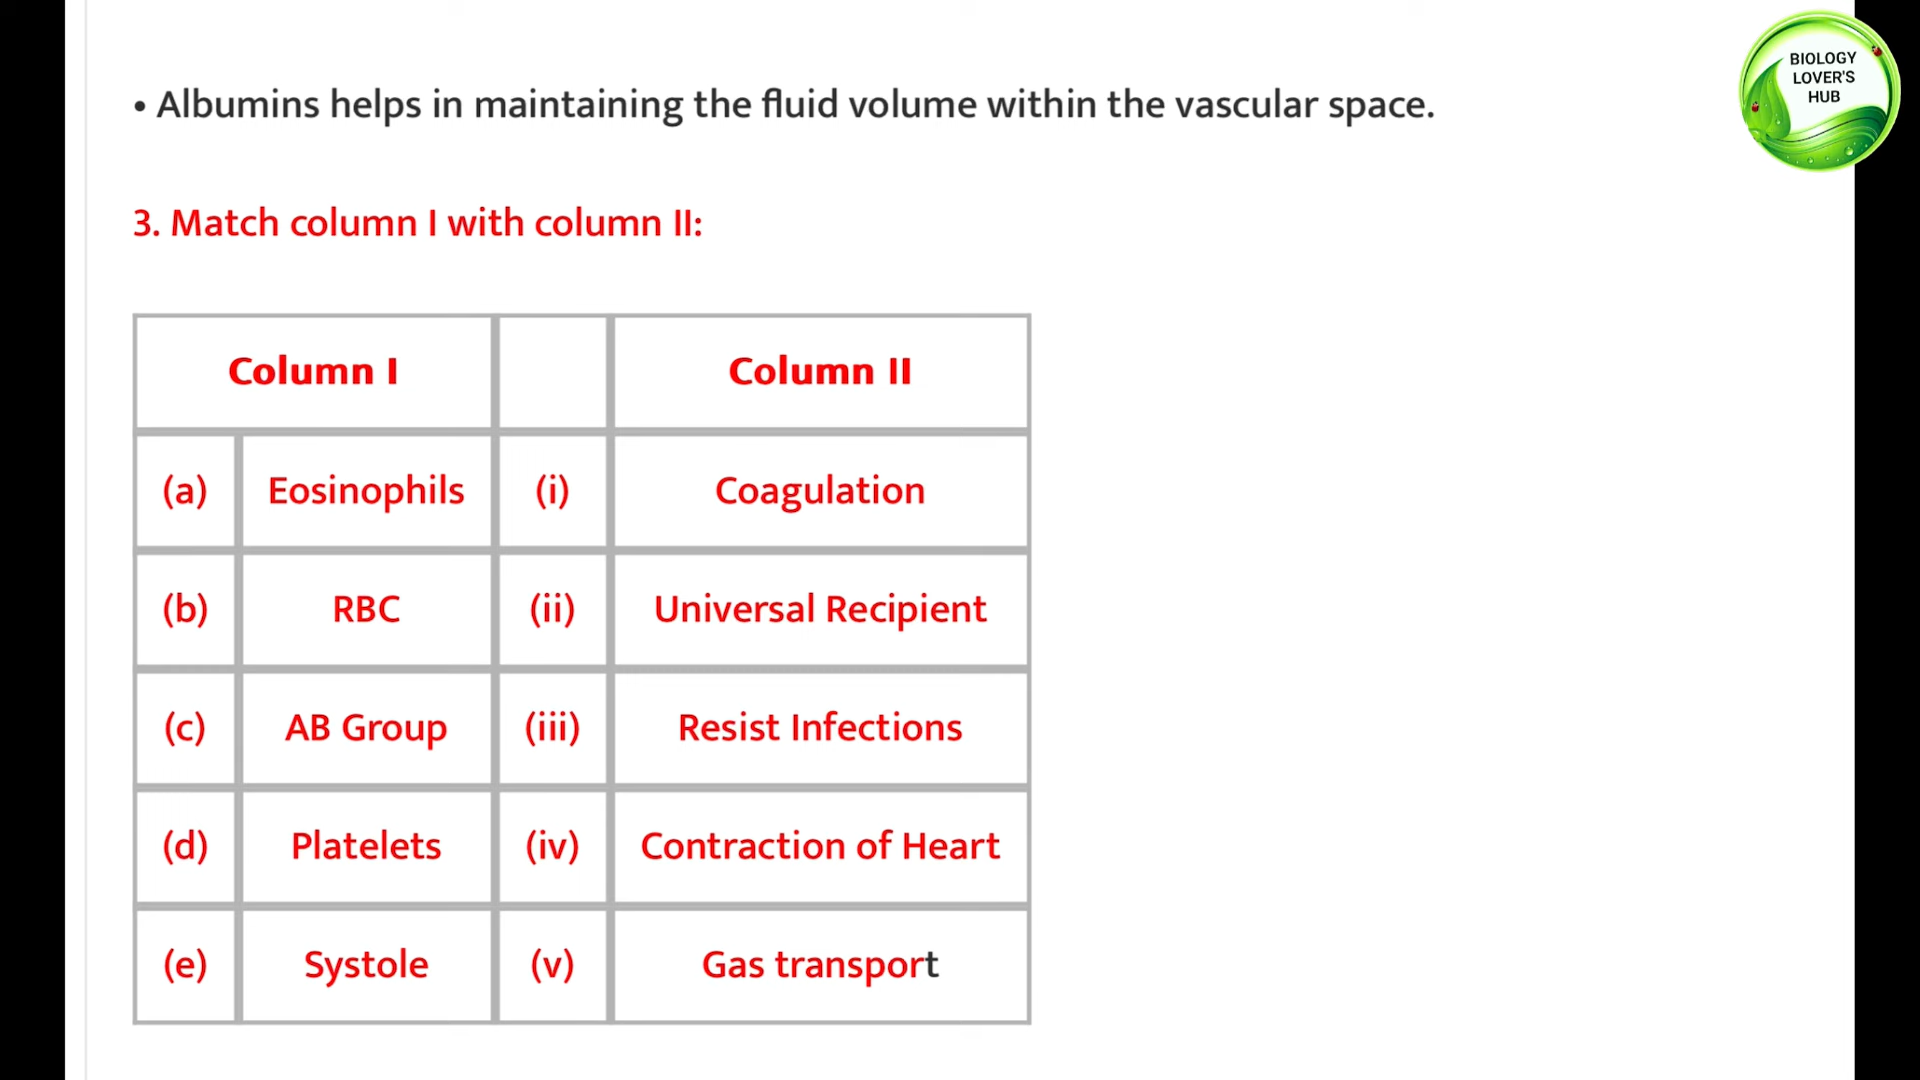 BIOLOGY
LOVER'S
HUB
• Albumins helps in maintaining the fluid volume within the vascular space.
3. Match column I with column II:
Column I Column II
(a) Eosinophils (i) Coagulation
(b) RBC (ii) Universal Recipient
(c) AB Group (iii) Resist Infections
(d) Platelets (iv) Contraction of Heart
(e) Systole (v) Gas transport